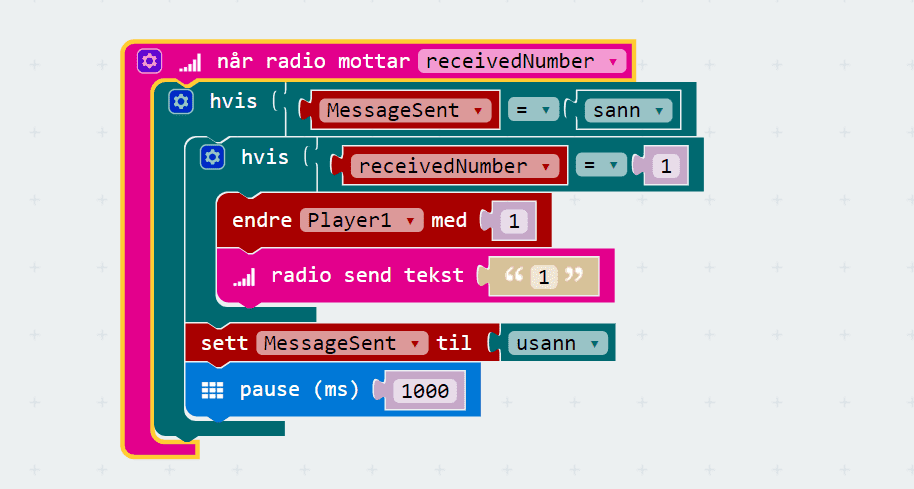 når radio mottar receivedNumber
hvis MessageSent = sann
hvis receivedNumber = 1
endre Player1 med 1
radio send tekst “ 1 ”
sett MessageSent til usann
pause (ms) 1000